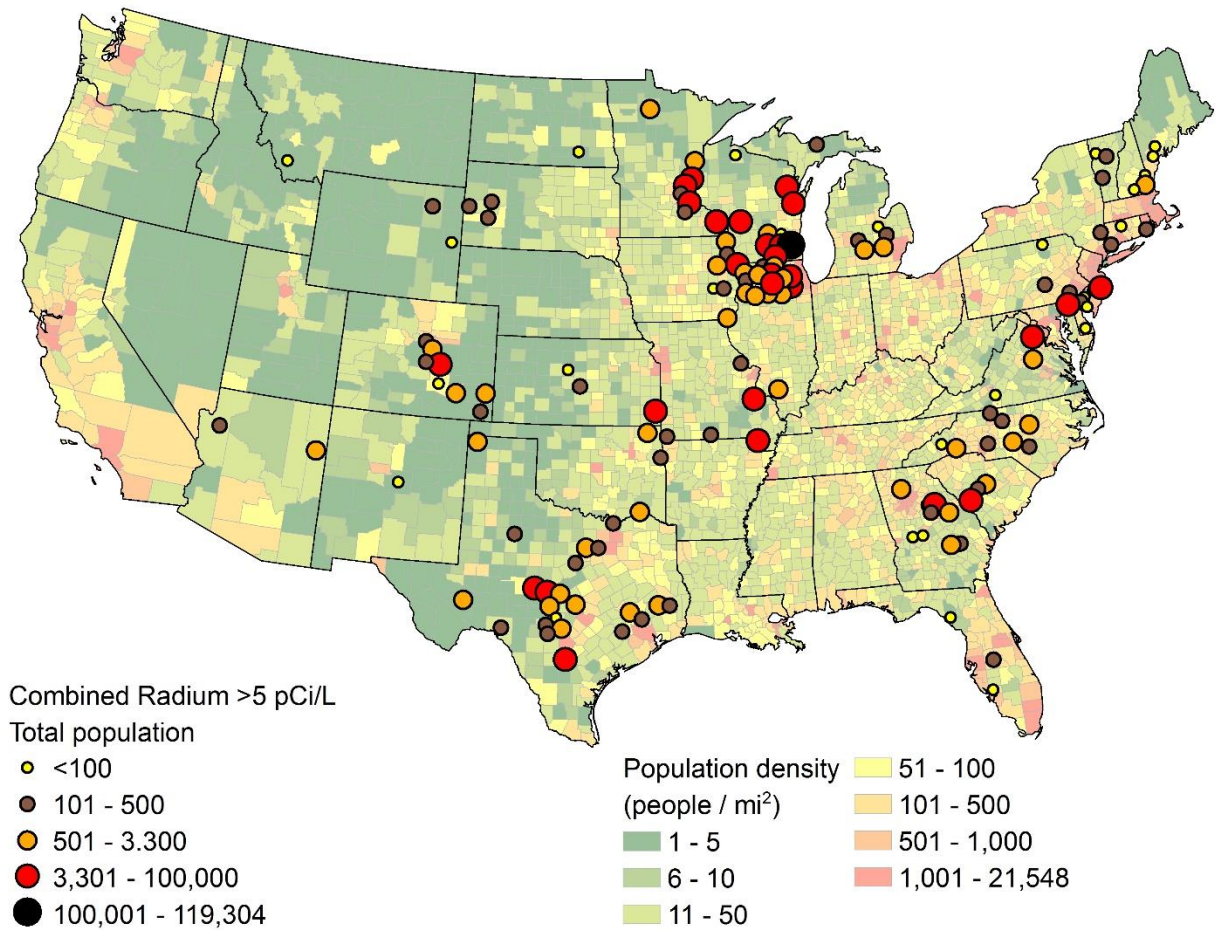 Combined Radium >5 pCi/L
Total population
<100
101 - 500
501 - 3.300
3,301 - 100,000
100,001 - 119,304
Population density
(people / mi²)
1 - 5
6 - 10
11 - 50
51 - 100
101 - 500
501 - 1,000
1,001 - 21,548